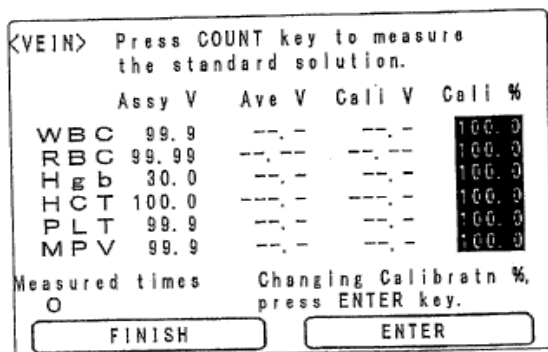 <VEIN> Press COUNT key to measure
the standard solution.
Assy V Ave V Cali V Cali %
WBC 99.9 --.- --.- 100.0
RBC 99.99 --.-- --.-- 100.0
Hgb 30.0 --.- --.- 100.0
HCT 100.0 ---.- ---.- 100.0
PLT 99.9 --.- --.- 100.0
MPV 99.9 --.- --.- 100.0
Measured times Changing Calibratn %,
0 press ENTER key.
FINISH ENTER